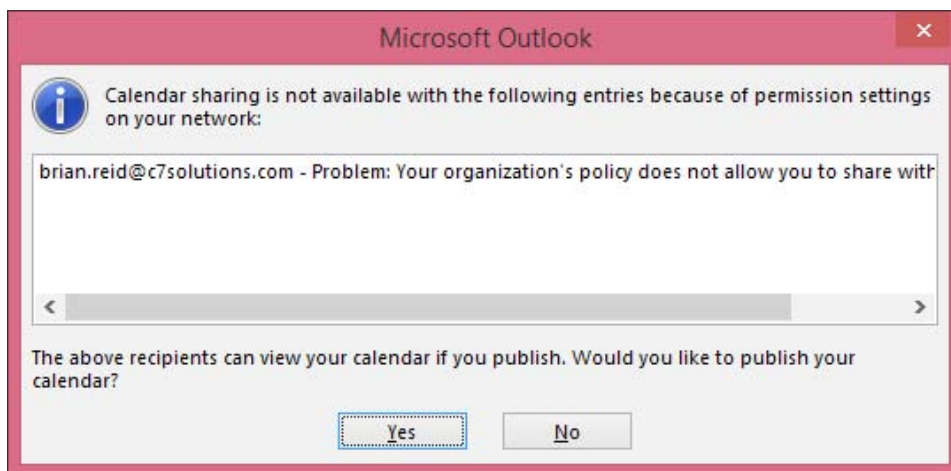 Microsoft Outlook
Calendar sharing is not available with the following entries because of permission settings
on your network:
brian.reid@c7solutions.com - Problem: Your organization's policy does not allow you to share with
The above recipients can view your calendar if you publish. Would you like to publish your
calendar?
Yes No